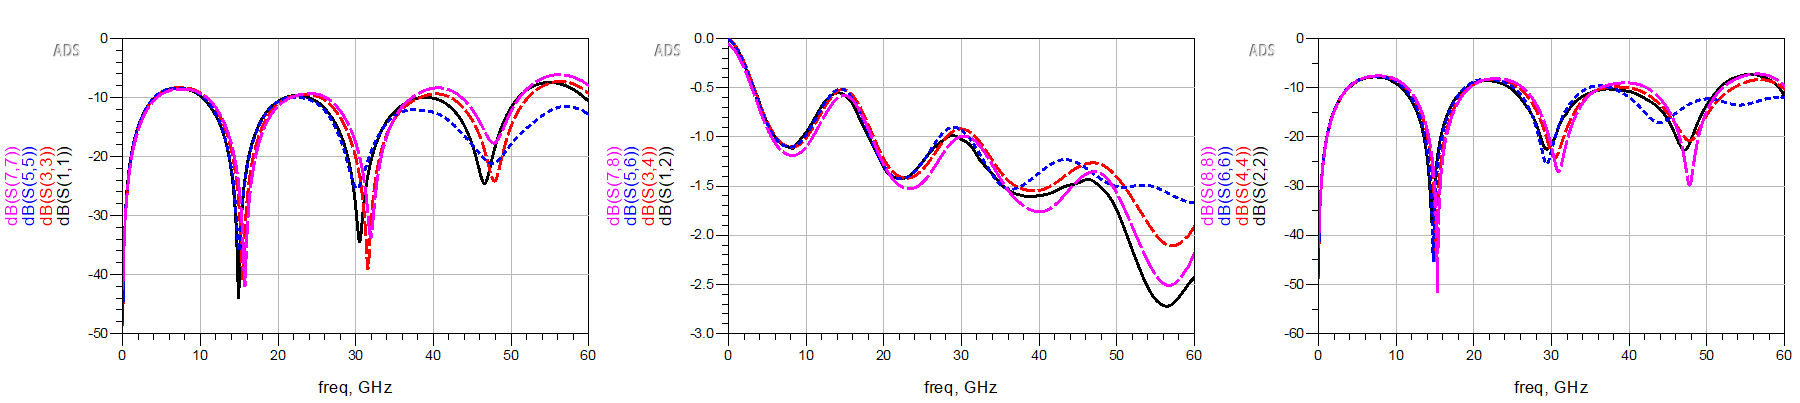 ADS
0
-10
-20
-30
-40
-50
0 10 20 30 40 50 60
freq, GHz
dB(S(7,7))
dB(S(5,5))
dB(S(3,3))
dB(S(1,1))
ADS
0.0
-0.5
-1.0
-1.5
-2.0
-2.5
-3.0
0 10 20 30 40 50 60
freq, GHz
dB(S(7,8))
dB(S(5,6))
dB(S(3,4))
dB(S(1,2))
ADS
0
-10
-20
-30
-40
-50
-60
0 10 20 30 40 50 60
freq, GHz
dB(S(8,8))
dB(S(6,6))
dB(S(4,4))
dB(S(2,2))